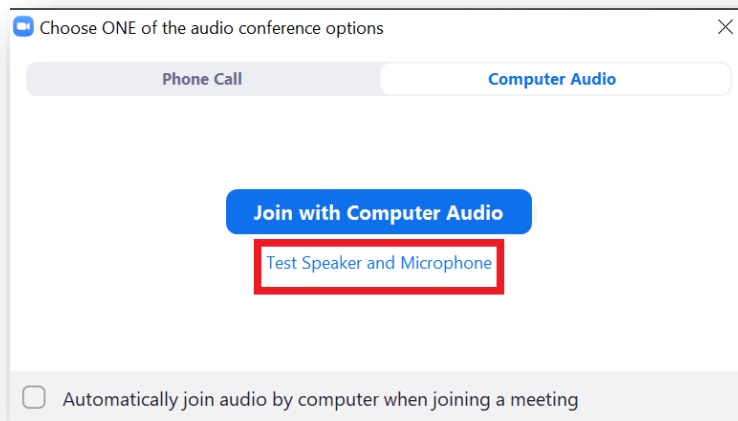 Choose ONE of the audio conference options
Phone Call
Computer Audio
Join with Computer Audio
Test Speaker and Microphone
Automatically join audio by computer when joining a meeting